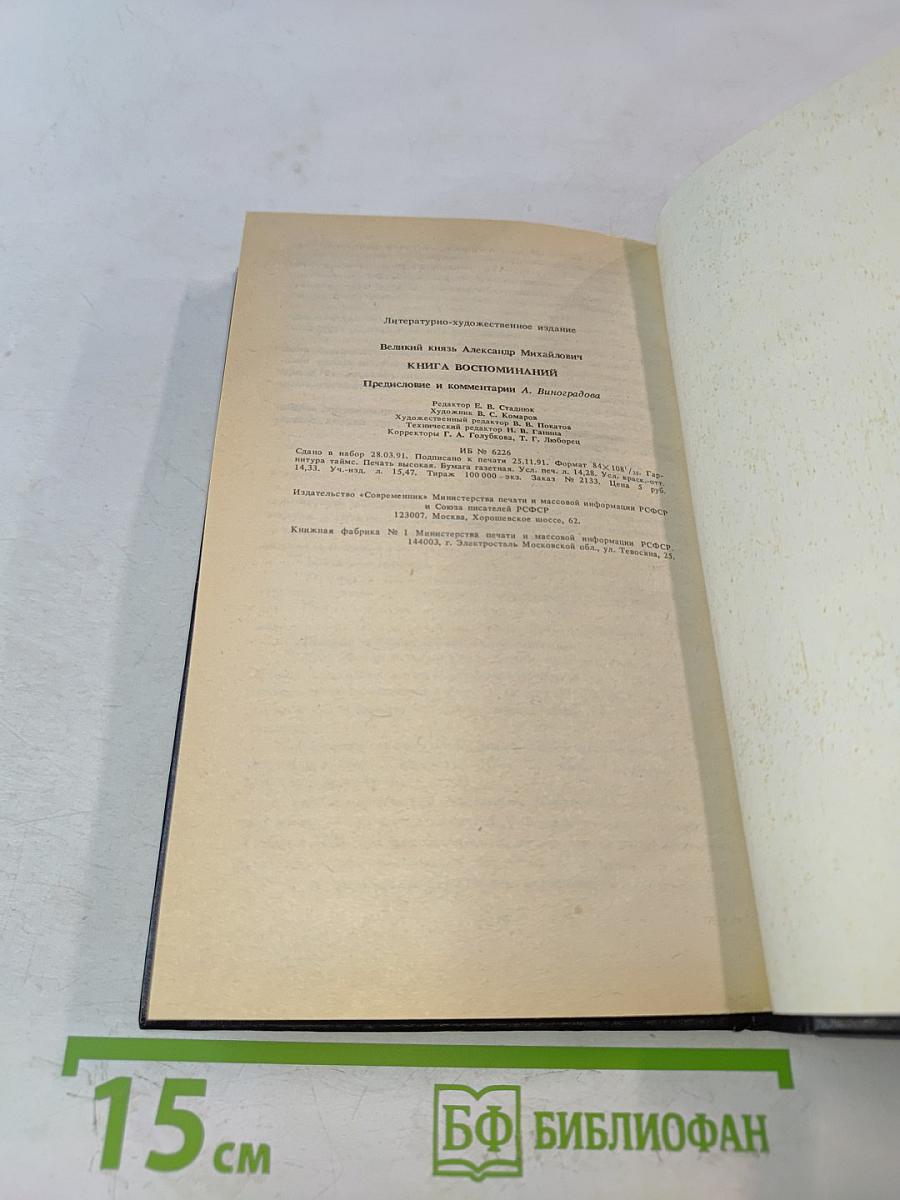 Литературно-художественное издание
Великий князь Александр Михайлович
КНИГА ВОСПОМИНАНИЙ
Предисловие и комментарии А. Виноградова
Редактор Е. В. Стаднюк
Художник В. С. Комаров
Художественный редактор В. В. Покатов
Технический редактор Н. В. Ганина
Корректоры Г. А. Голубкова, Т. Г. Люборец
ИБ № 6226
Сдано в набор 28.03.91. Подписано к печати 25.11.91. Формат 84×108¹/₃₂. Гар-
нитура таймс. Печать высокая. Бумага газетная. Усл. печ. л. 14,28. Усл. краск.-отт.
14,33. Уч.-изд. л. 15,47. Тираж 100 000 экз. Заказ № 2133. Цена 5 руб.
Издательство «Современник» Министерства печати и массовой информации РСФСР
и Союза писателей РСФСР
123007, Москва, Хорошевское шоссе, 62.
Книжная фабрика № 1 Министерства печати и массовой информации РСФСР.
144003, г. Электросталь Московской обл., ул. Тевосяна, 25.
15 см
БФ БИБЛИОФАН